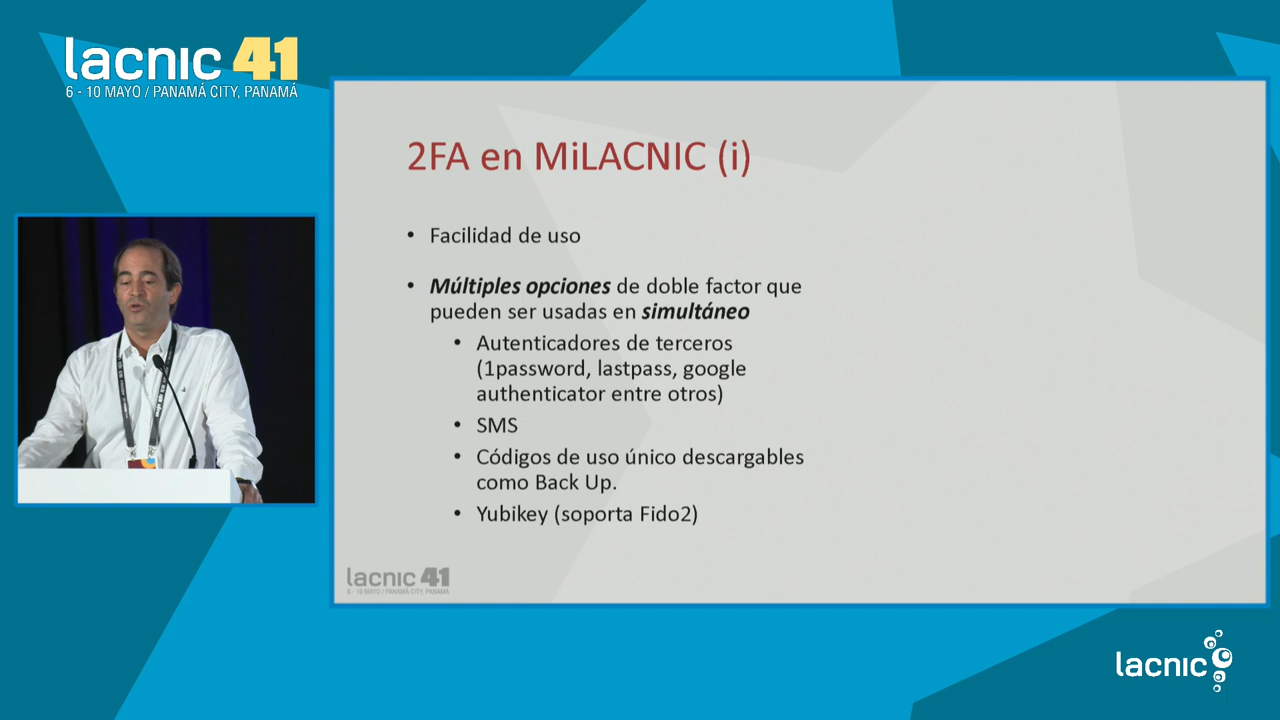 lacnic 41
6 - 10 MAYO / PANAMÁ CITY, PANAMÁ
2FA en MiLACNIC (i)
• Facilidad de uso
• Múltiples opciones de doble factor que
pueden ser usadas en simultáneo
• Autenticadores de terceros
(1password, lastpass, google
authenticator entre otros)
• SMS
• Códigos de uso único descargables
como Back Up.
• Yubikey (soporta Fido2)
lacnic 41
6 - 10 MAYO / PANAMÁ CITY, PANAMÁ
lacnic